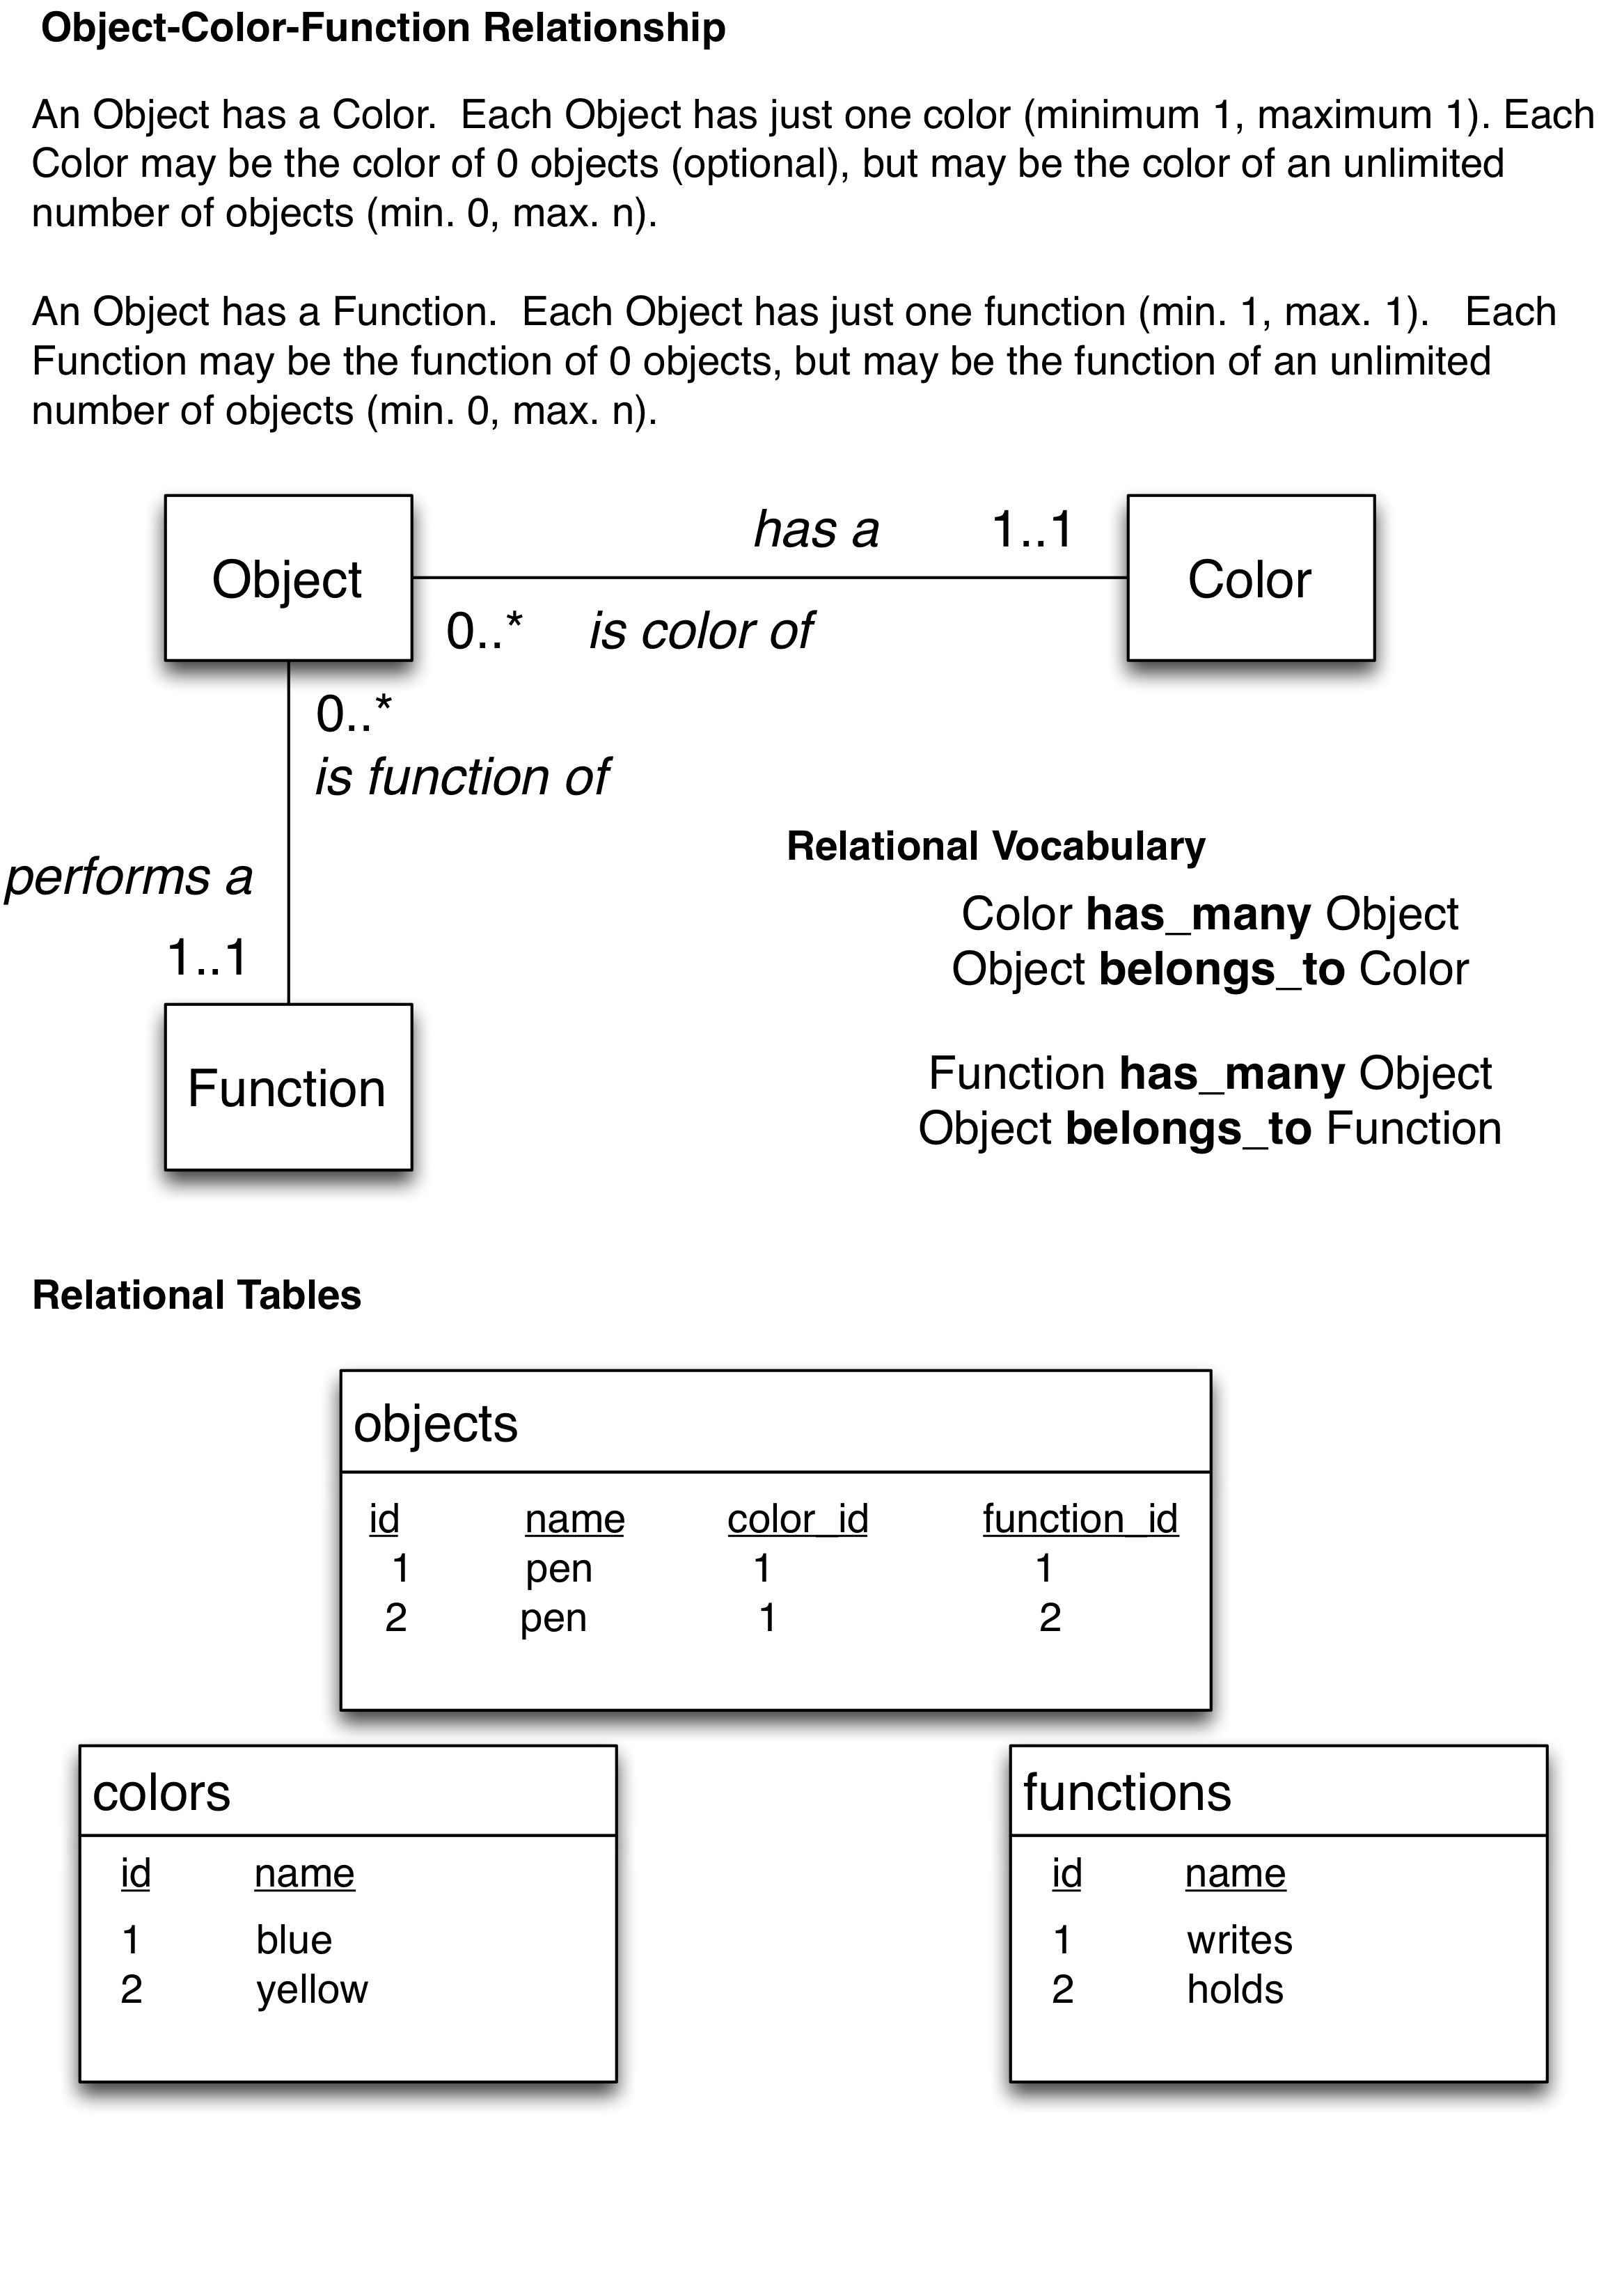 Object-Color-Function Relationship
An Object has a Color.  Each Object has just one color (minimum 1, maximum 1). Each
Color may be the color of 0 objects (optional), but may be the color of an unlimited
number of objects (min. 0, max. n).
An Object has a Function.  Each Object has just one function (min. 1, max. 1).   Each
Function may be the function of 0 objects, but may be the function of an unlimited
number of objects (min. 0, max. n).
has a 1..1
Object Color
0..* is color of
0..*
is function of
performs a
1..1
Function
Relational Vocabulary
Color has_many Object
Object belongs_to Color
Function has_many Object
Object belongs_to Function
Relational Tables
objects
id name color_id function_id
1 pen 1 1
2 pen 1 2
colors
id name
1 blue
2 yellow
functions
id name
1 writes
2 holds